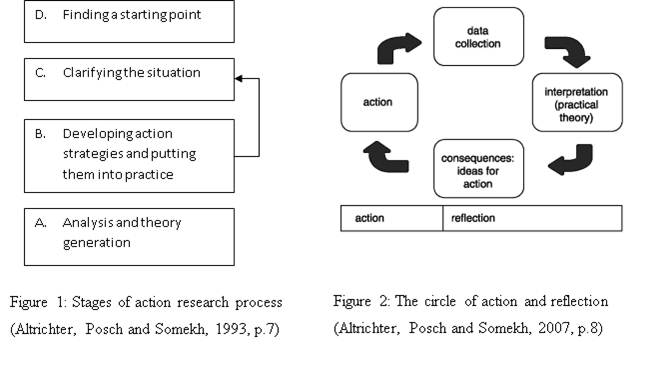 D. Finding a starting point
C. Clarifying the situation
B. Developing action
strategies and putting
them into practice
A. Analysis and theory
generation
Figure 1: Stages of action research process
(Altrichter, Posch and Somekh, 1993, p.7)
data
collection
action
interpretation
(practical
theory)
consequences:
ideas for
action
action
reflection
Figure 2: The circle of action and reflection
(Altrichter, Posch and Somekh, 2007, p.8)